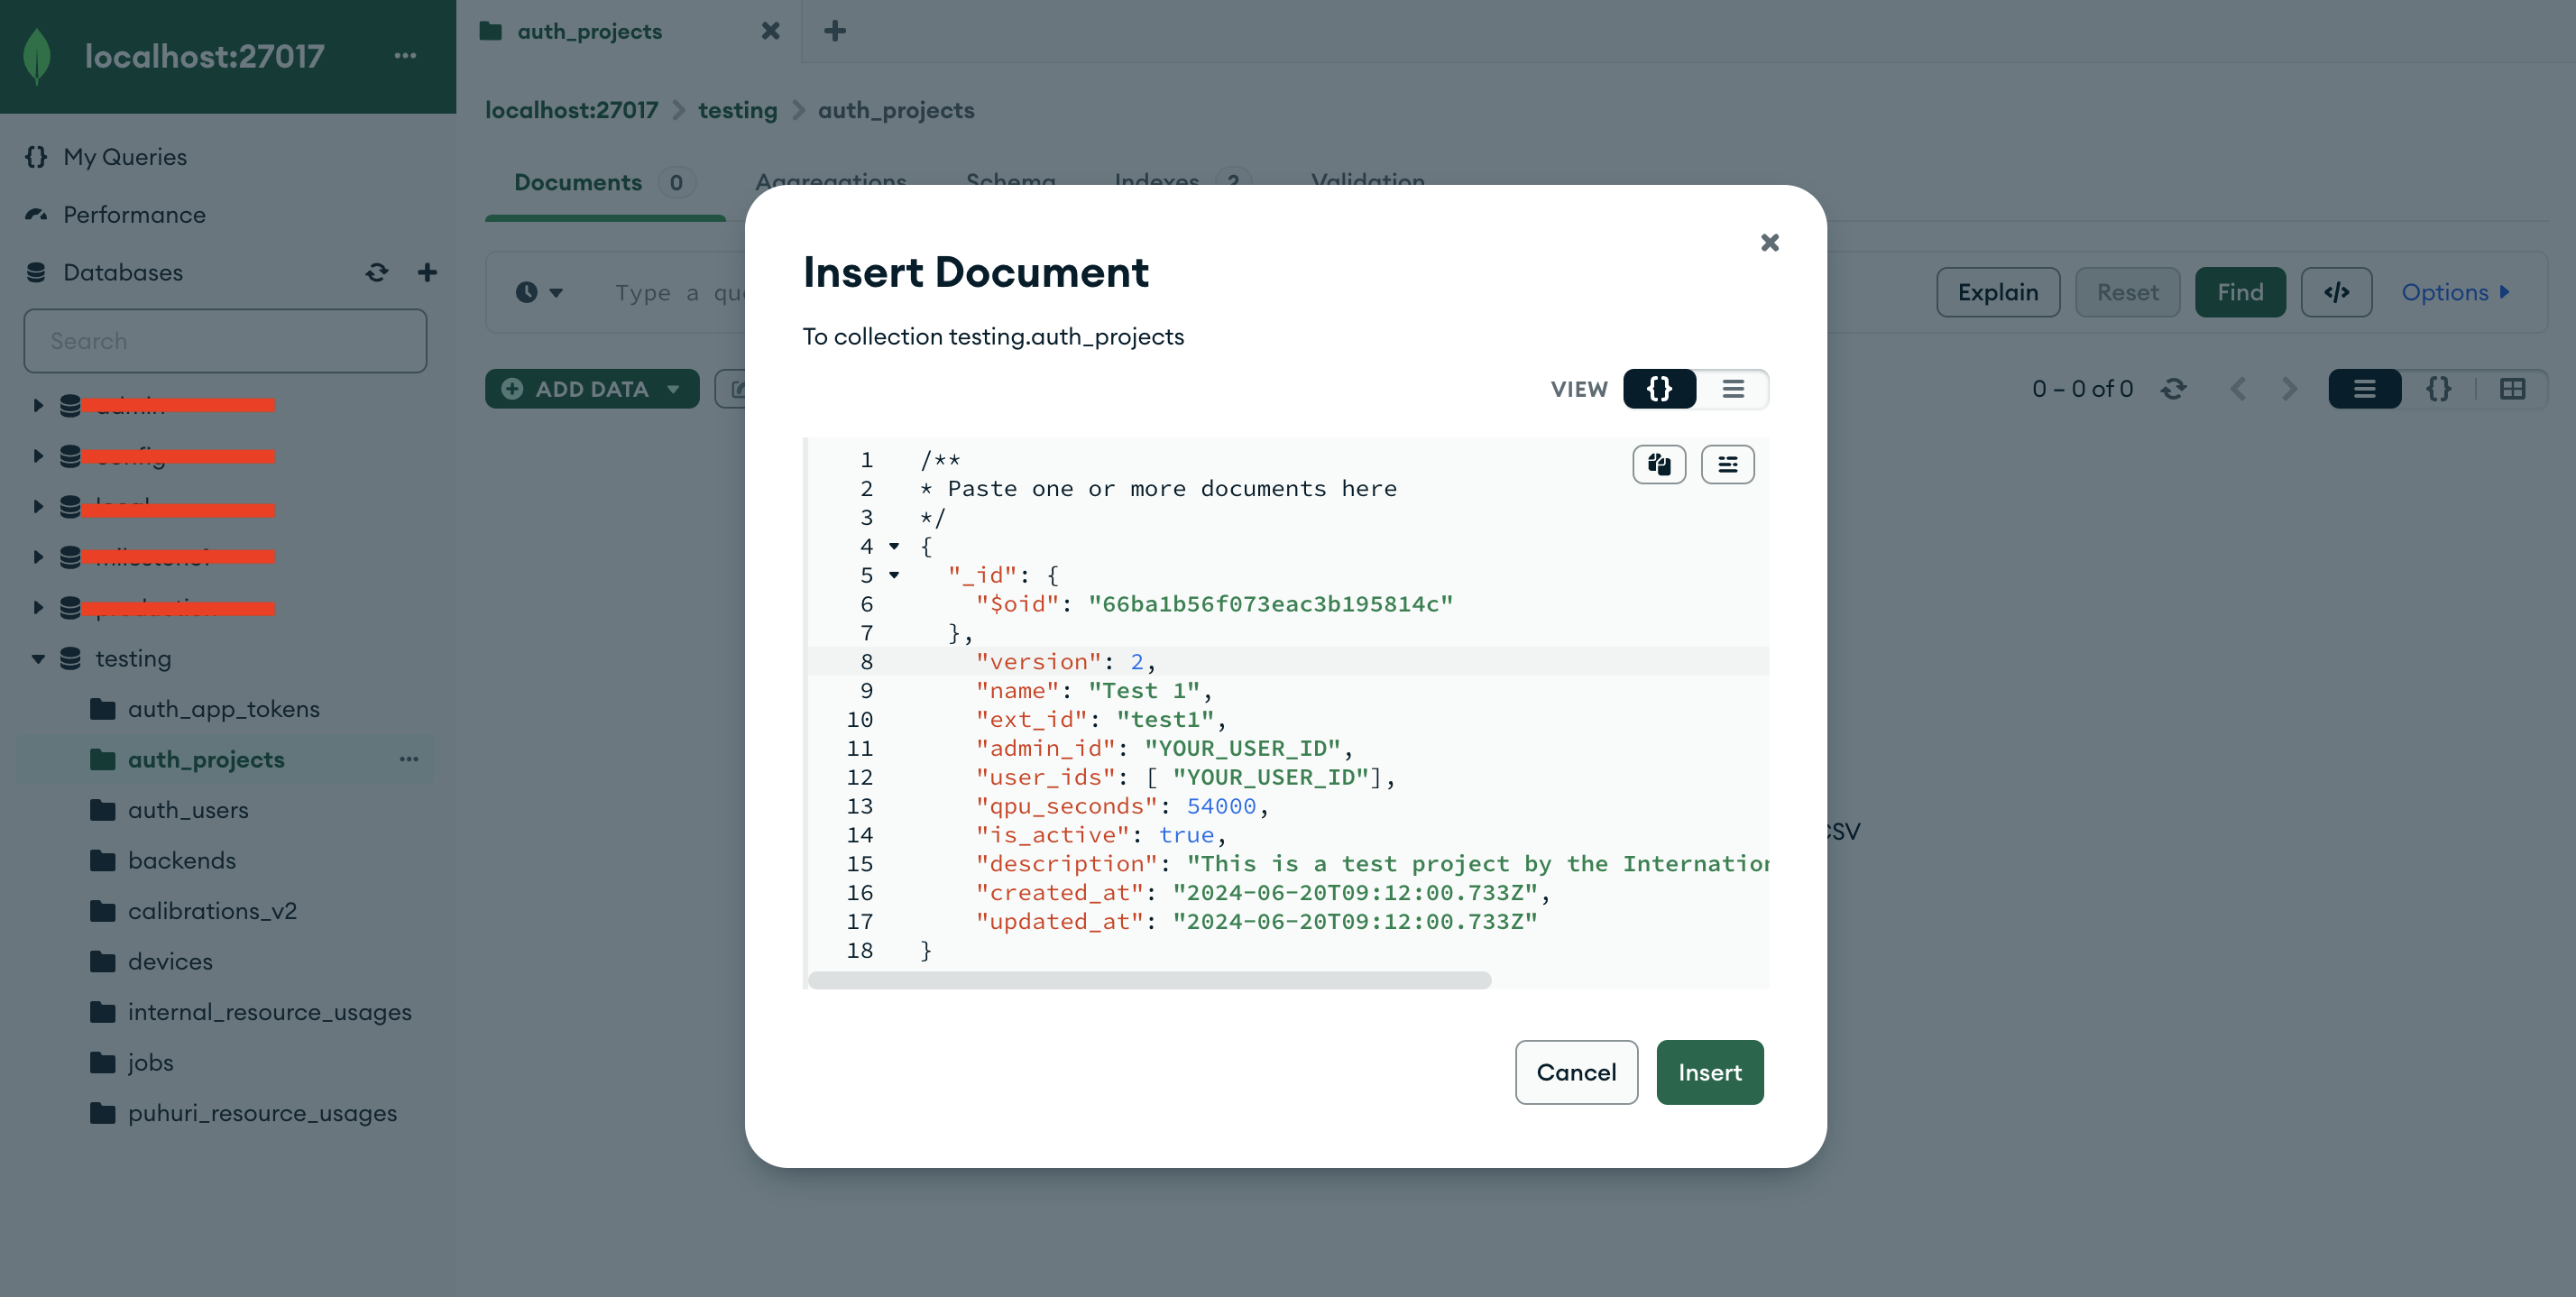 localhost:27017
My Queries
Performance
Databases
Search
testing
auth_app_tokens
auth_projects
auth_users
backends
calibrations_v2
devices
internal_resource_usages
jobs
puhuri_resource_usages
auth_projects
localhost:27017 > testing > auth_projects
Documents 0 Aggregations Schema Indexes 2 Validation
Type a qu
Explain Reset Find </> Options
ADD DATA
0 – 0 of 0
CSV
Insert Document
To collection testing.auth_projects
VIEW {}
1 /**
2 * Paste one or more documents here
3 */
4 {
5 "_id": {
6 "$oid": "66ba1b56f073eac3b195814c"
7 },
8 "version": 2,
9 "name": "Test 1",
10 "ext_id": "test1",
11 "admin_id": "YOUR_USER_ID",
12 "user_ids": [ "YOUR_USER_ID"],
13 "qpu_seconds": 54000,
14 "is_active": true,
15 "description": "This is a test project by the Internation
16 "created_at": "2024-06-20T09:12:00.733Z",
17 "updated_at": "2024-06-20T09:12:00.733Z"
18 }
Cancel
Insert